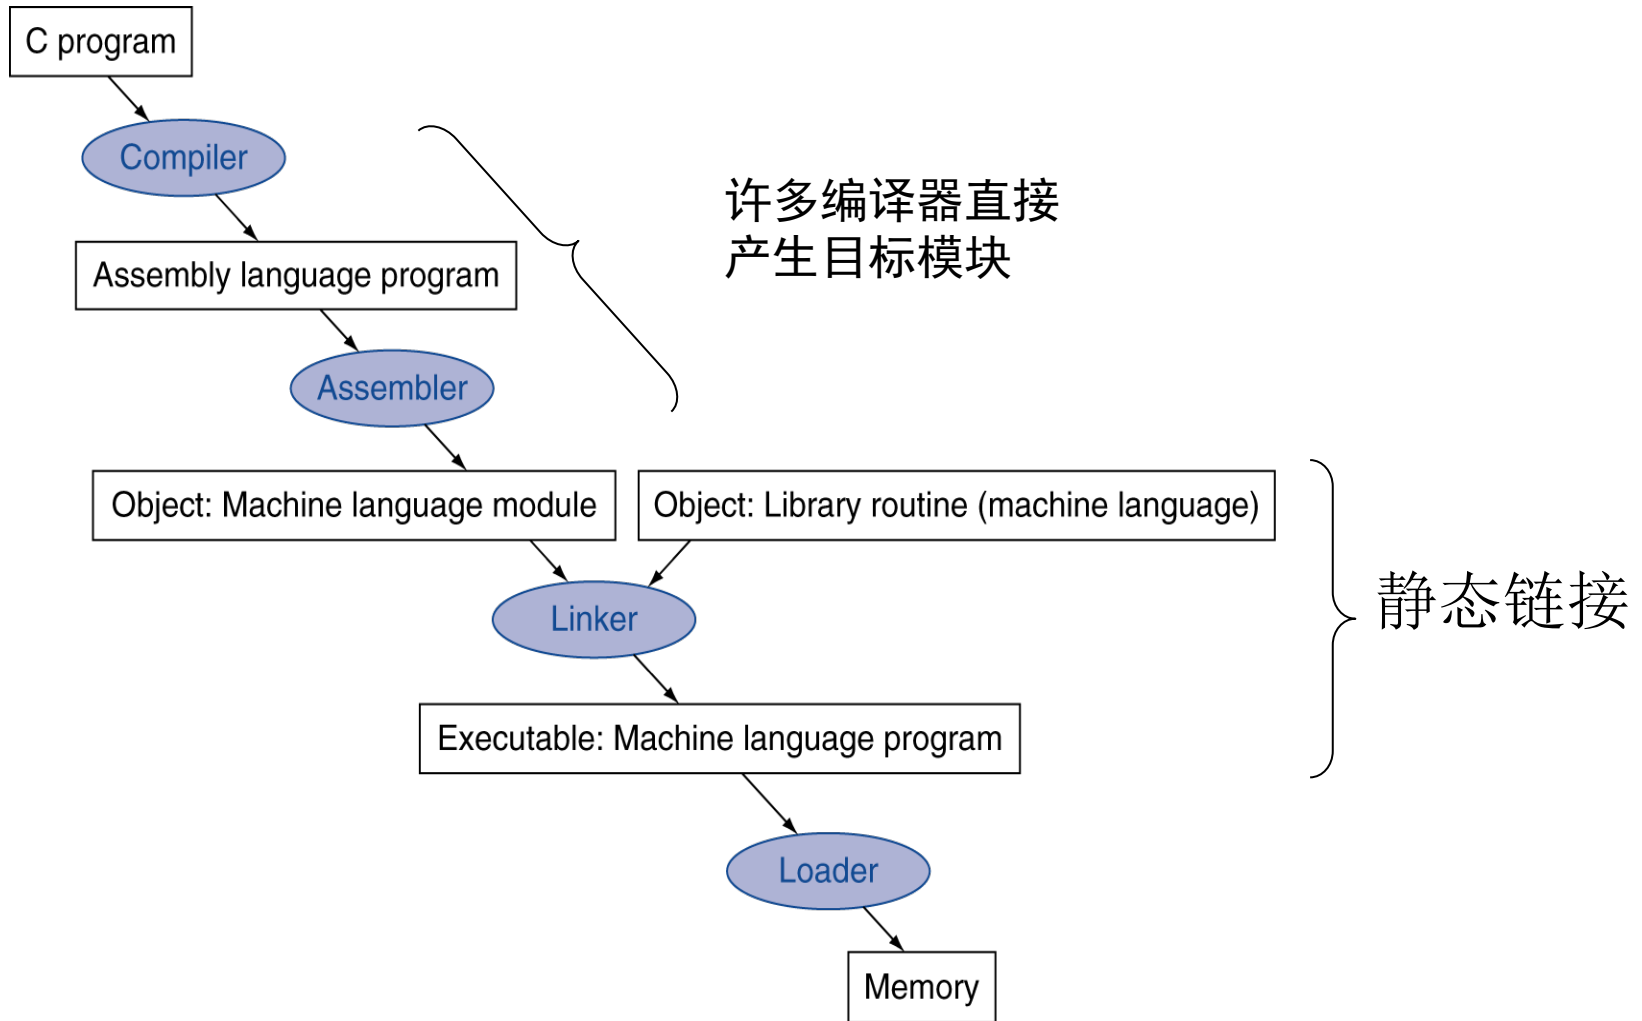 C program
Compiler
许多编译器直接
产生目标模块
Assembly language program
Assembler
Object: Machine language module
Object: Library routine (machine language)
Linker
静态链接
Executable: Machine language program
Loader
Memory